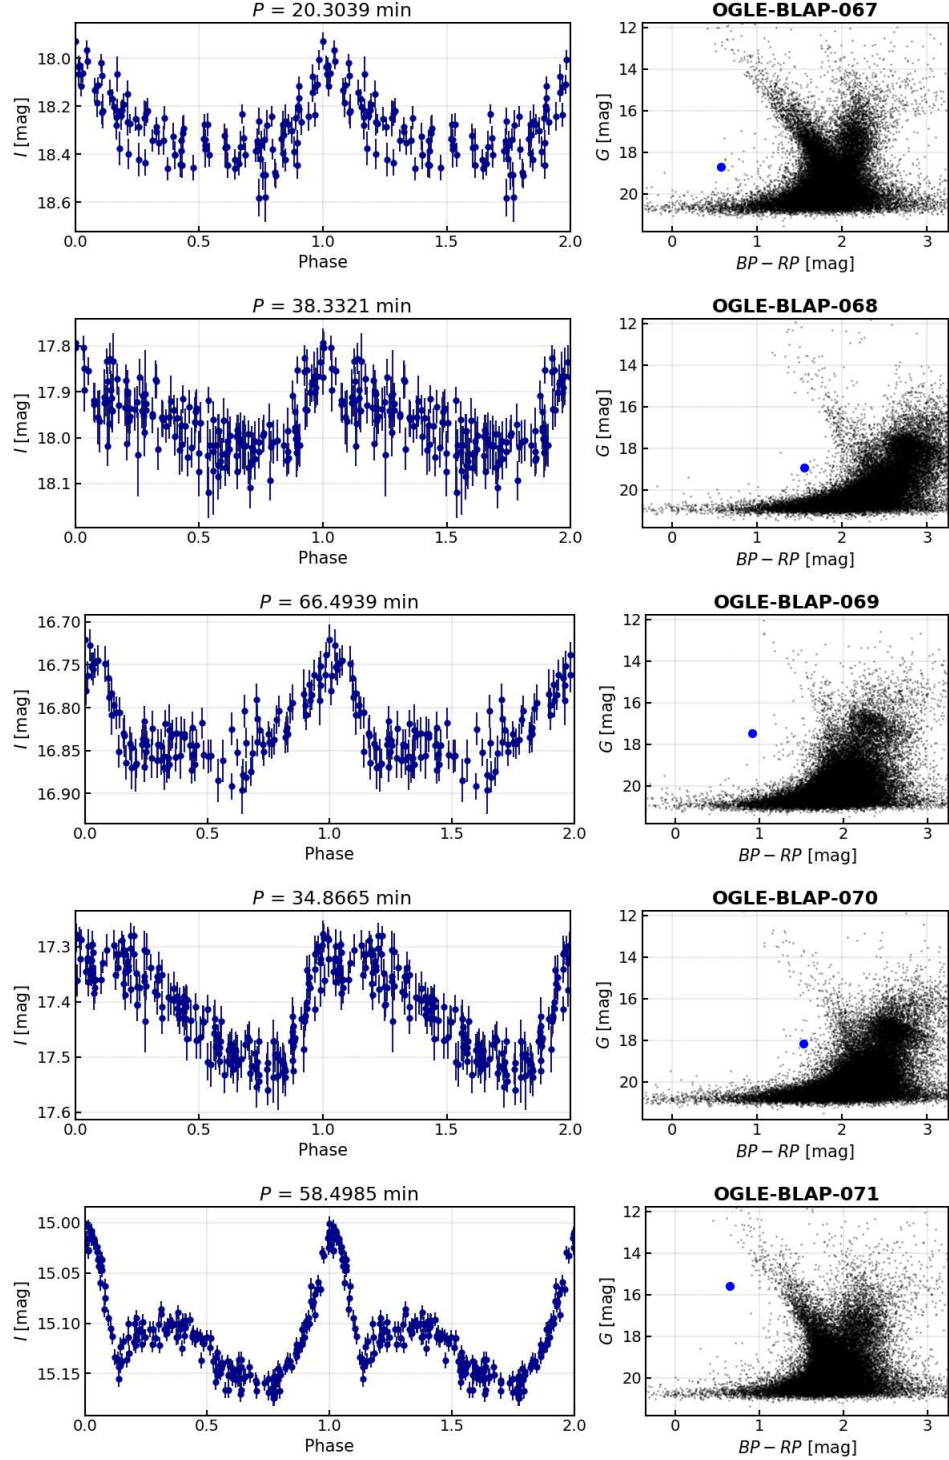 P = 20.3039 min
OGLE-BLAP-067
18.0
18.2
18.4
18.6
I [mag]
0.0 0.5 1.0 1.5 2.0
Phase
12
14
16
18
20
G [mag]
0 1 2 3
BP − RP [mag]
P = 38.3321 min
OGLE-BLAP-068
17.8
17.9
18.0
18.1
I [mag]
0.0 0.5 1.0 1.5 2.0
Phase
12
14
16
18
20
G [mag]
0 1 2 3
BP − RP [mag]
P = 66.4939 min
OGLE-BLAP-069
16.70
16.75
16.80
16.85
16.90
I [mag]
0.0 0.5 1.0 1.5 2.0
Phase
12
14
16
18
20
G [mag]
0 1 2 3
BP − RP [mag]
P = 34.8665 min
OGLE-BLAP-070
17.3
17.4
17.5
17.6
I [mag]
0.0 0.5 1.0 1.5 2.0
Phase
12
14
16
18
20
G [mag]
0 1 2 3
BP − RP [mag]
P = 58.4985 min
OGLE-BLAP-071
15.00
15.05
15.10
15.15
I [mag]
0.0 0.5 1.0 1.5 2.0
Phase
12
14
16
18
20
G [mag]
0 1 2 3
BP − RP [mag]